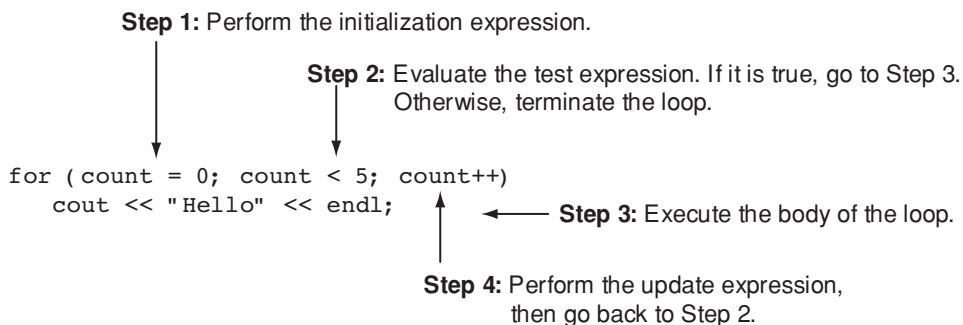 Step 1: Perform the initialization expression.
Step 2: Evaluate the test expression. If it is true, go to Step 3.
Otherwise, terminate the loop.
for (count = 0; count < 5; count++)
cout << "Hello" << endl;
Step 3: Execute the body of the loop.
Step 4: Perform the update expression,
then go back to Step 2.